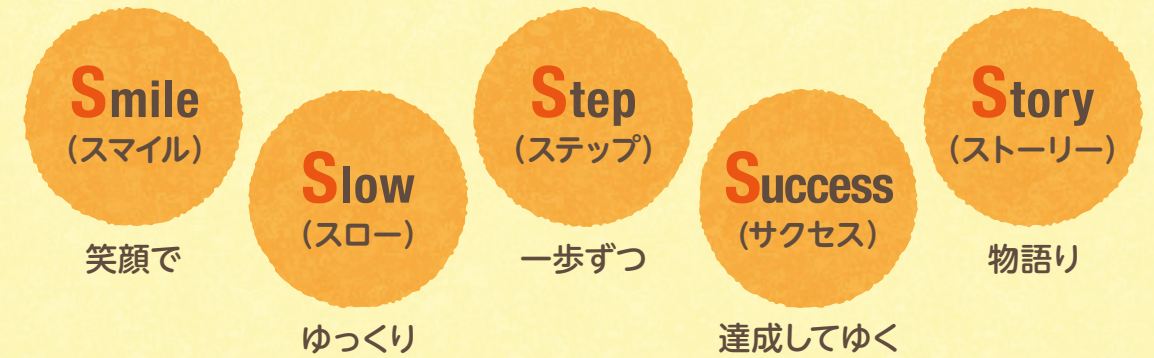 Smile
（スマイル）
笑顔で
Slow
（スロー）
ゆっくり
Step
（ステップ）
一歩ずつ
Success
(サクセス）
達成してゆく
Story
（ストーリー）
物語り